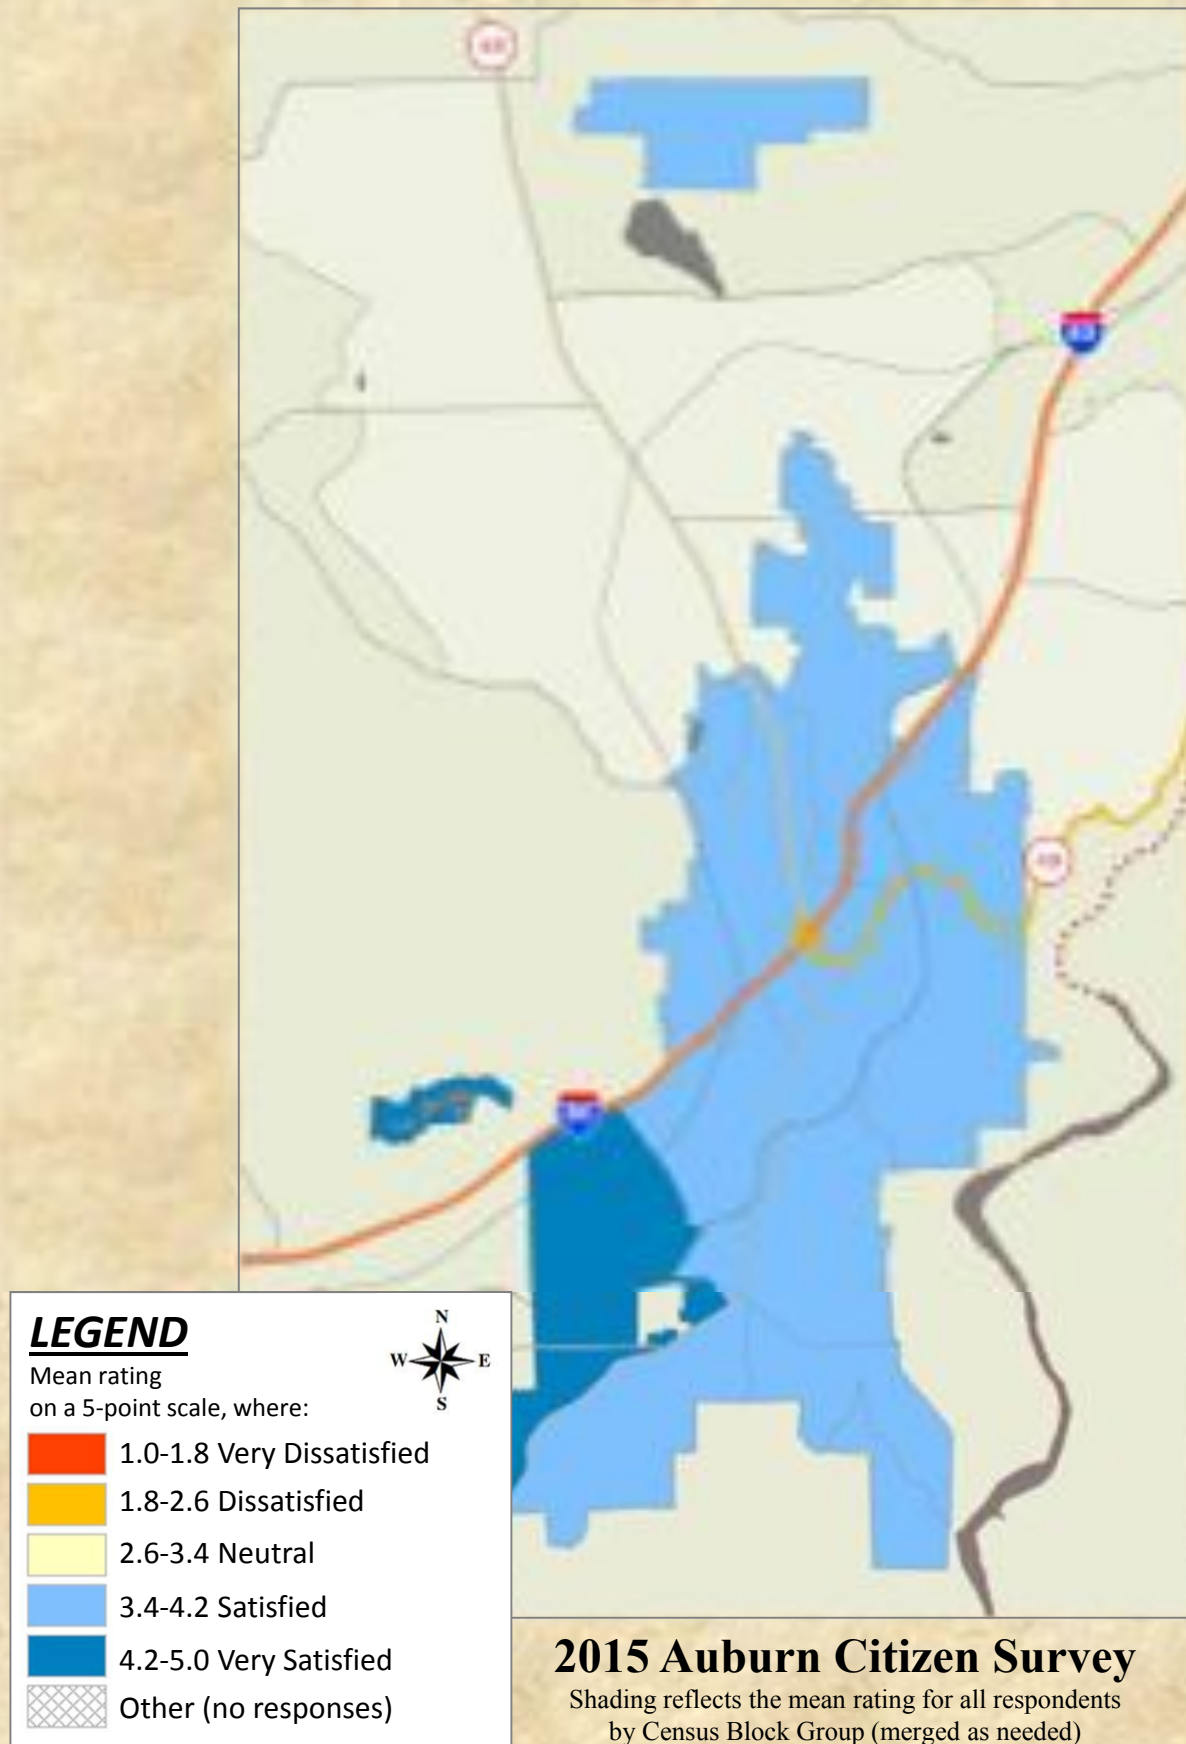 LEGEND
Mean rating
on a 5-point scale, where:
N
W E
S
1.0-1.8 Very Dissatisfied
1.8-2.6 Dissatisfied
2.6-3.4 Neutral
3.4-4.2 Satisfied
4.2-5.0 Very Satisfied
Other (no responses)
2015 Auburn Citizen Survey
Shading reflects the mean rating for all respondents
by Census Block Group (merged as needed)